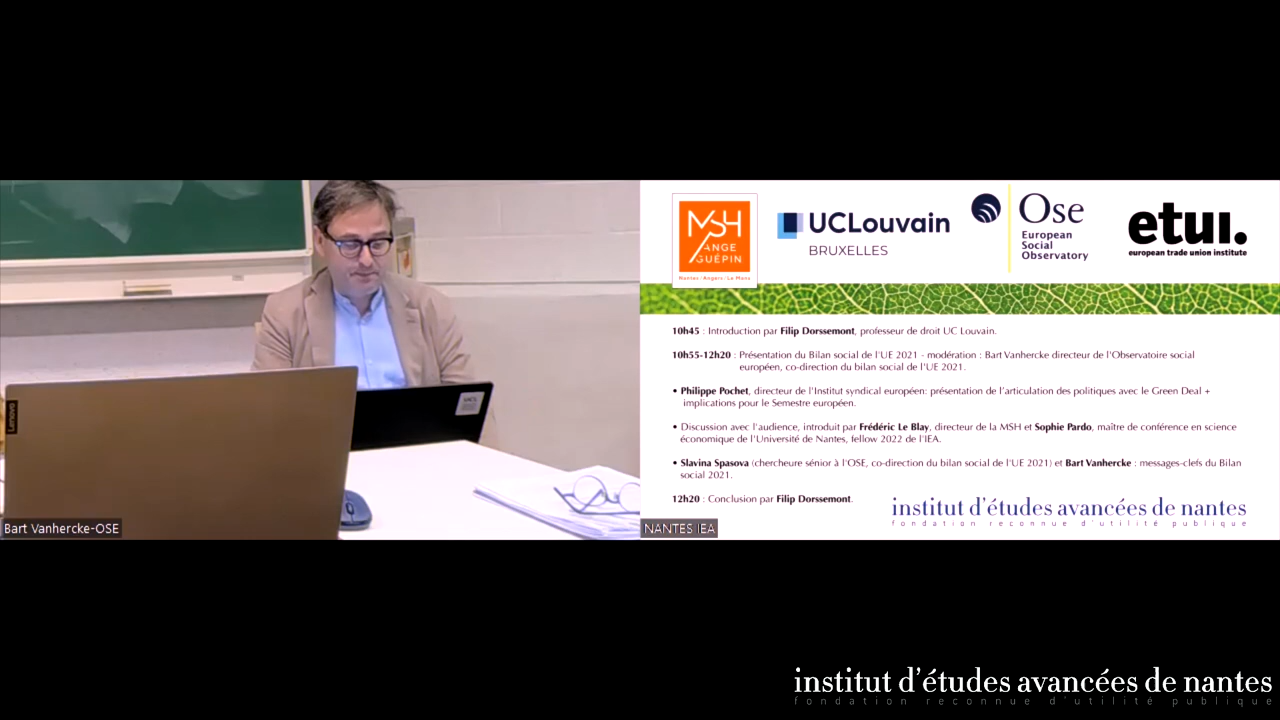 Lenovo
UCL
Bart Vanhercke-OSE
MSH
ANGE
GUÉPIN
Nantes | Angers | Le Mans
UCLouvain
BRUXELLES
Ose
European
Social
Observatory
etui.
european trade union institute
10h45 : Introduction par Filip Dorssemont, professeur de droit UC Louvain.
10h55-12h20 : Présentation du Bilan social de l'UE 2021 - modération : Bart Vanhercke directeur de l'Observatoire social
européen, co-direction du bilan social de l'UE 2021.
• Philippe Pochet, directeur de l'Institut syndical européen: présentation de l'articulation des politiques avec le Green Deal +
implications pour le Semestre européen.
• Discussion avec l'audience, introduit par Frédéric Le Blay, directeur de la MSH et Sophie Pardo, maître de conférence en science
économique de l'Université de Nantes, fellow 2022 de l'IEA.
• Slavina Spasova (chercheure sénior à l'OSE, co-direction du bilan social de l'UE 2021) et Bart Vanhercke : messages-clefs du Bilan
social 2021.
12h20 : Conclusion par Filip Dorssemont.
institut d'études avancées de nantes
fondation reconnue d'utilité publique
NANTES IEA
institut d'études avancées de nantes
fondation reconnue d'utilité publique